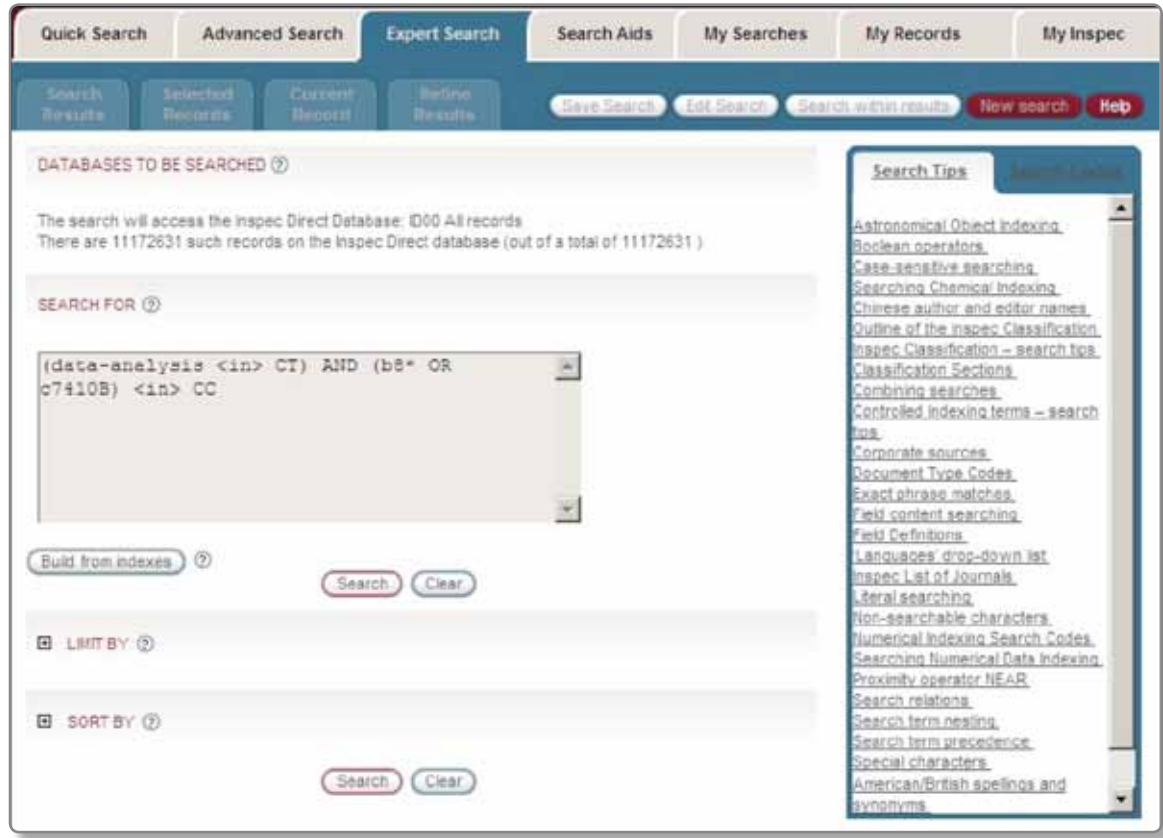 Quick Search Advanced Search Expert Search Search Aids My Searches My Records My Inspec
Search Results Selected Records Current Record Refine Results Save Search Edit Search Search within results New search Help
DATABASES TO BE SEARCHED ?
The search will access the Inspec Direct Database: ID00 All records
There are 11172631 such records on the Inspec Direct database (out of a total of 11172631 )
SEARCH FOR ?
(data-analysis <in> CT) AND (b8* OR
c7410B) <in> CC
Build from indexes ?
Search Clear
LIMIT BY ?
SORT BY ?
Search Clear
Search Tips
Astronomical Object Indexing
Boolean operators
Case-sensitive searching
Searching Chemical Indexing
Chinese author and editor names
Outline of the Inspec Classification
Inspec Classification – search tips
Classification Sections
Combining searches
Controlled indexing terms – search
tips
Corporate sources
Document Type Codes
Exact phrase matches
Field content searching
Field Definitions
'Languages' drop-down list
Inspec List of Journals
Literal searching
Non-searchable characters
Numerical Indexing Search Codes
Searching Numerical Data Indexing
Proximity operator NEAR
Search relations
Search term nesting
Search term precedence
Special characters
American/British spellings and
synonyms